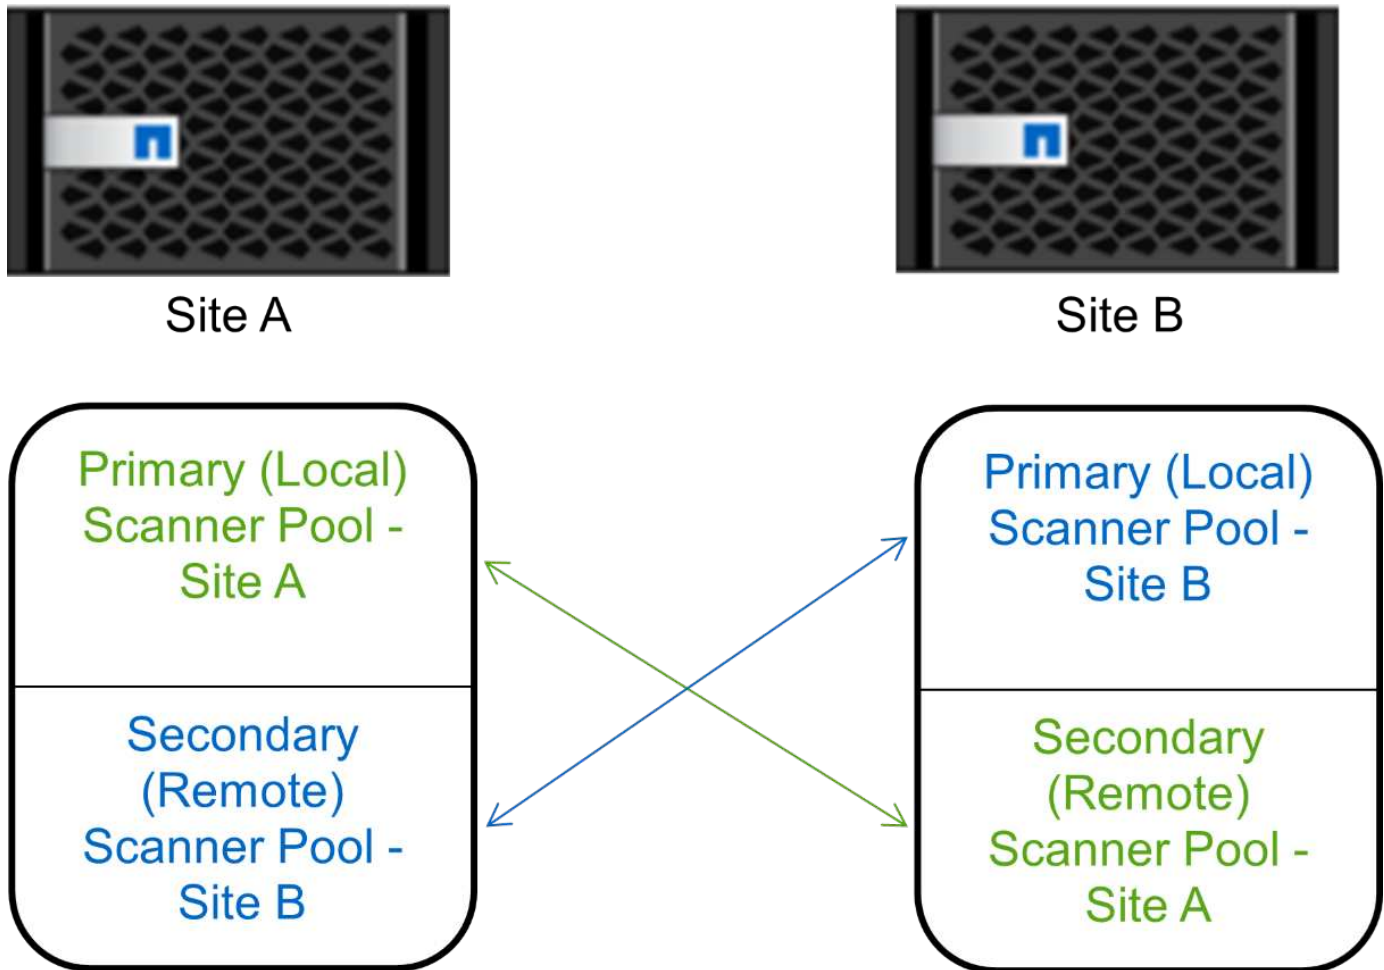 Site A
Site B
Primary (Local)
Scanner Pool -
Site A
Secondary
(Remote)
Scanner Pool -
Site B
Primary (Local)
Scanner Pool -
Site B
Secondary
(Remote)
Scanner Pool -
Site A